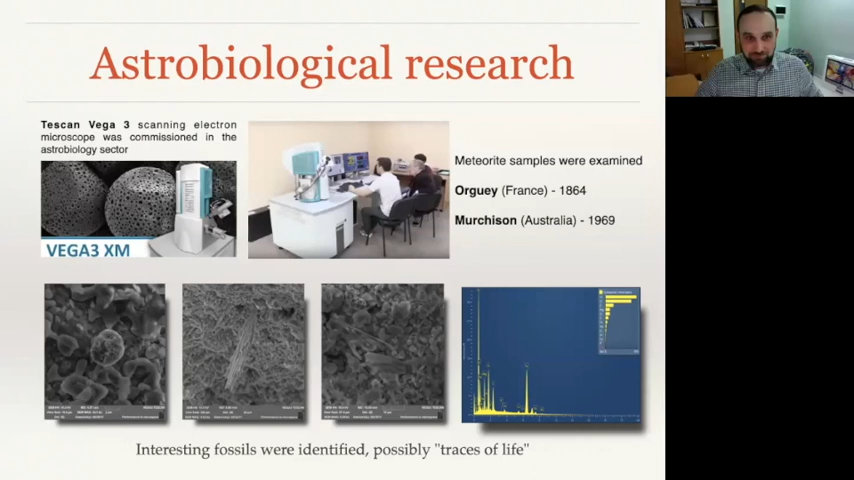 Astrobiological research
Tescan Vega 3 scanning electron
microscope was commissioned in the
astrobiology sector
VEGA3 XM
Meteorite samples were examined
Orguey (France) - 1864
Murchison (Australia) - 1969
Interesting fossils were identified, possibly "traces of life"